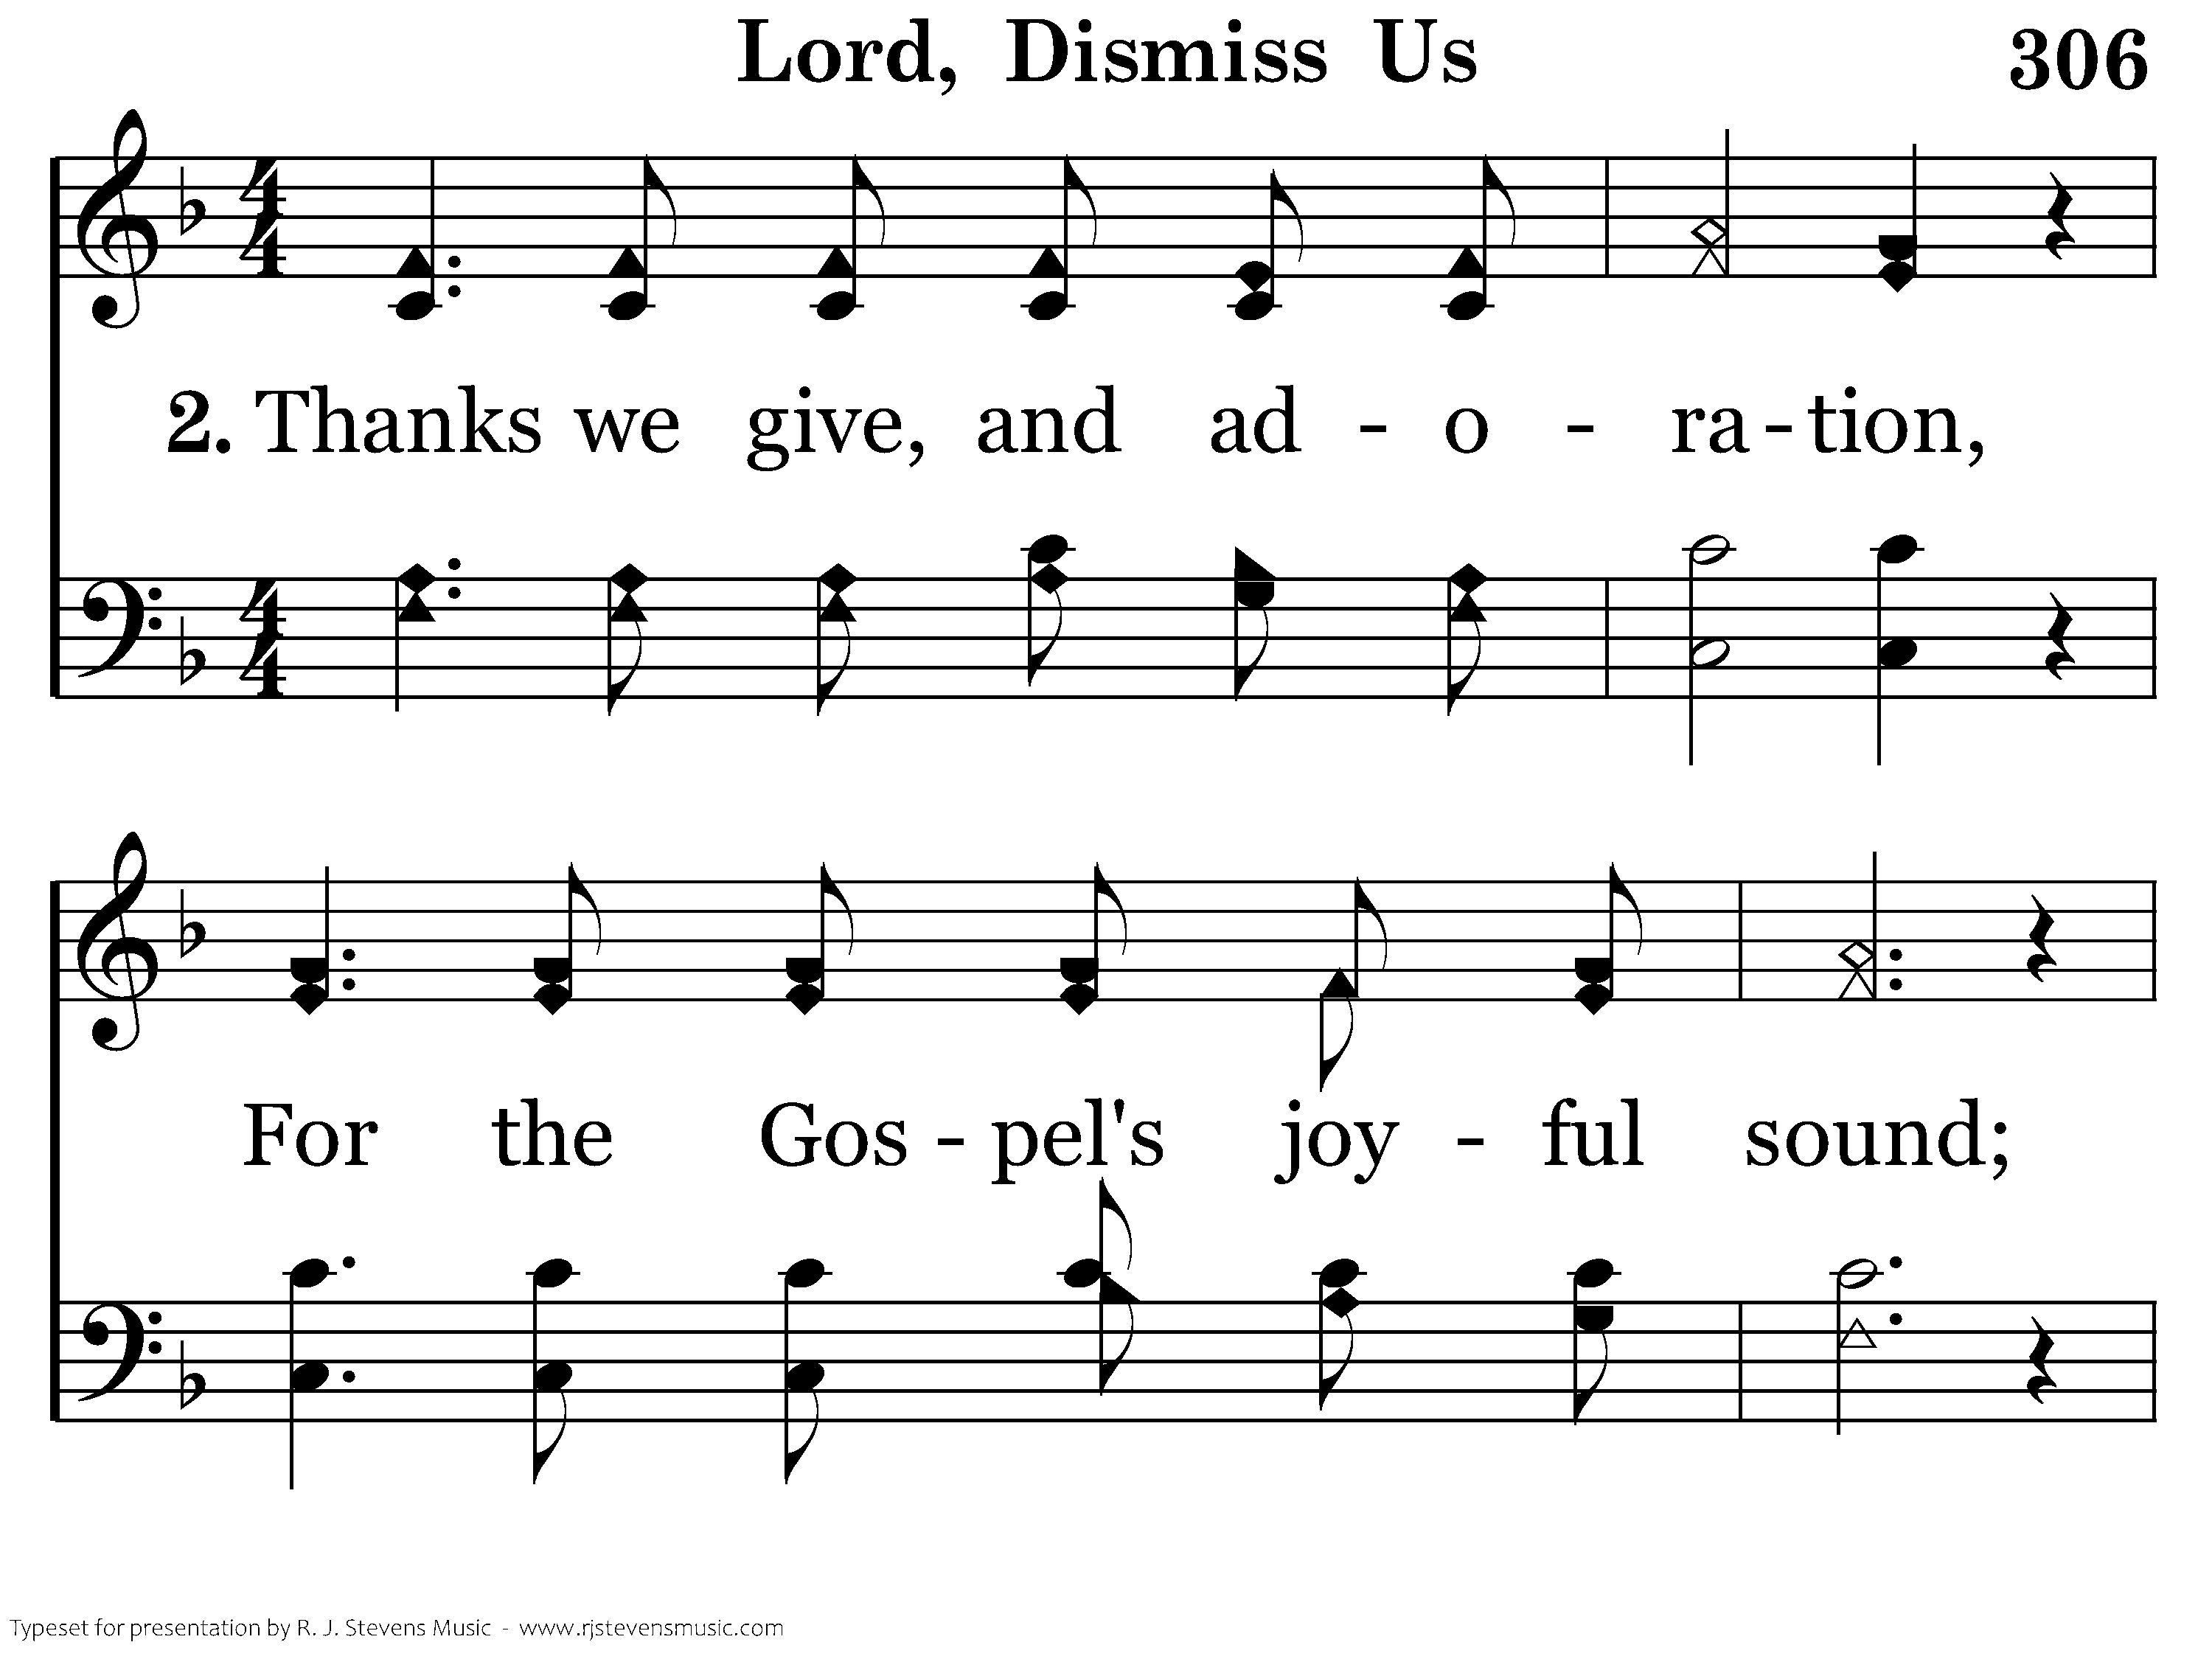 Lord, Dismiss Us 306
2. Thanks we give, and ad - o - ra - tion,
For the Gos - pel's joy - ful sound;
Typeset for presentation by R. J. Stevens Music - www.rjstevensmusic.com